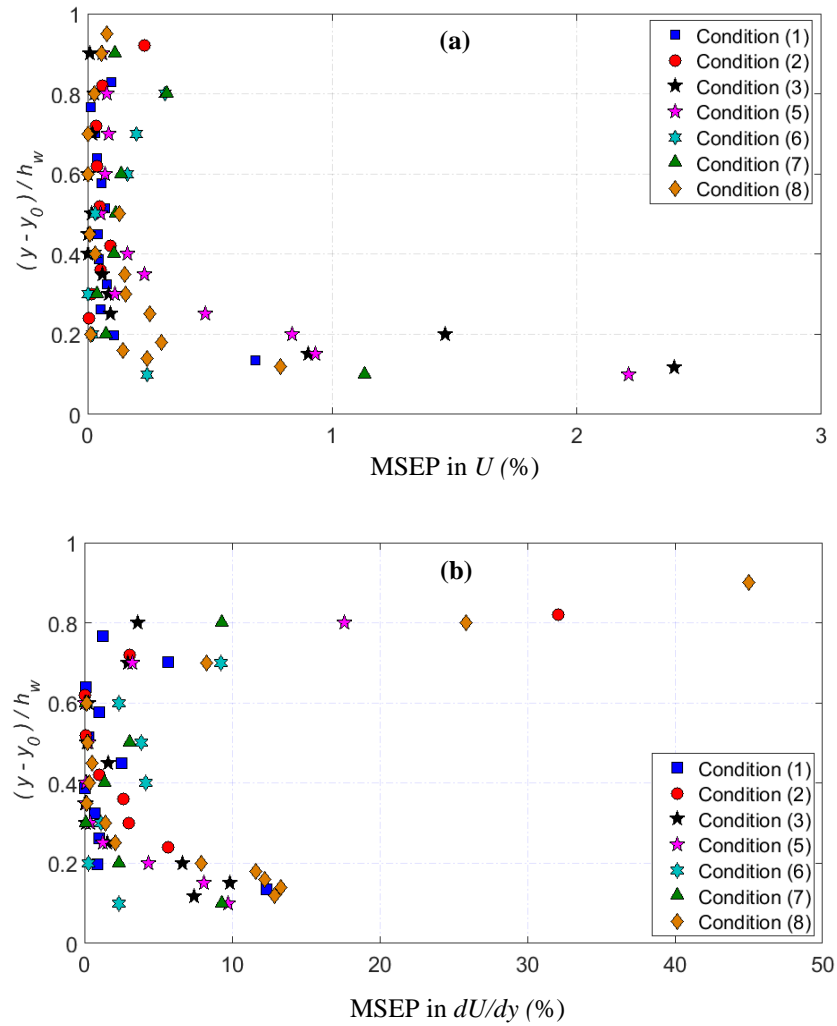 (a)
1
0.8
0.6
0.4
0.2
0
(y - y0) / hw
0 1 2 3
MSEP in U (%)
Condition (1)
Condition (2)
Condition (3)
Condition (5)
Condition (6)
Condition (7)
Condition (8)
(b)
1
0.8
0.6
0.4
0.2
0
(y - y0) / hw
0 10 20 30 40 50
MSEP in dU/dy (%)
Condition (1)
Condition (2)
Condition (3)
Condition (5)
Condition (6)
Condition (7)
Condition (8)